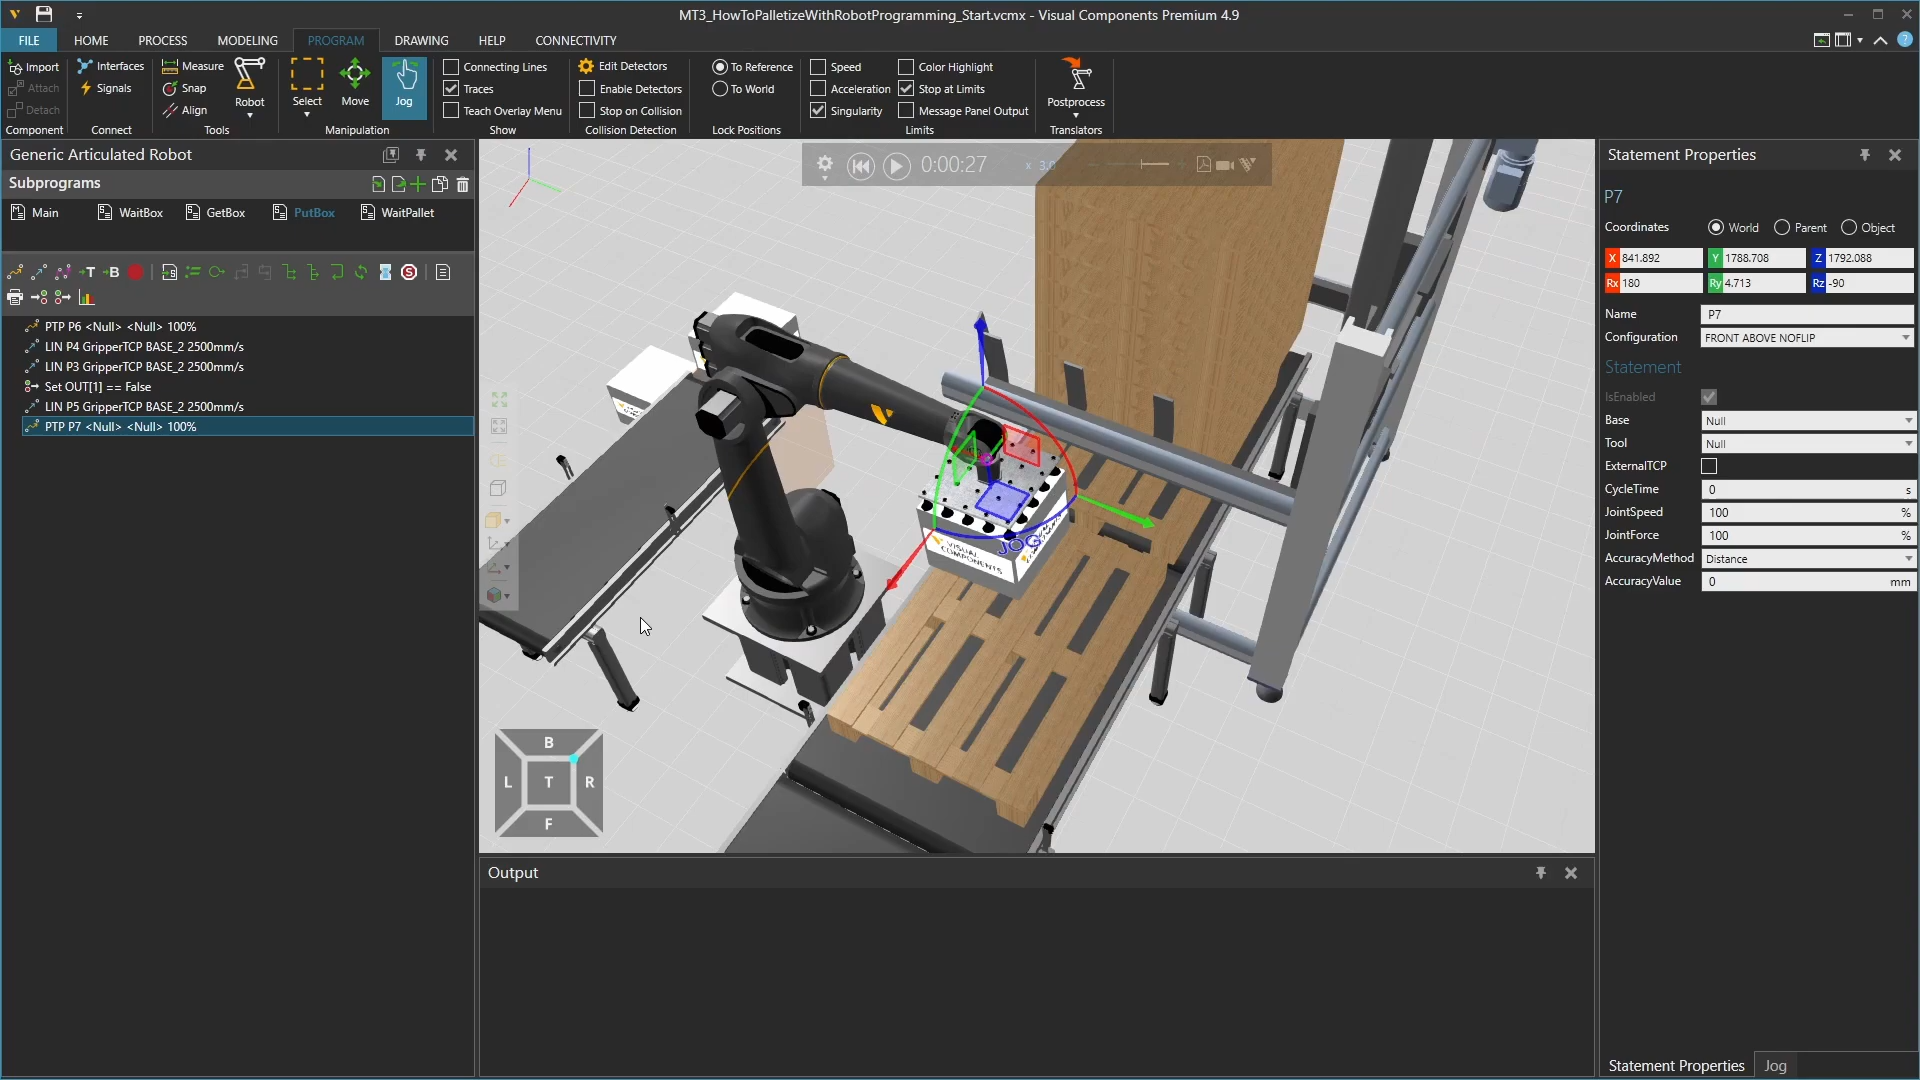 MT3_HowToPalletizeWithRobotProgramming_Start.vcmx - Visual Components Premium 4.9
FILE HOME PROCESS MODELING PROGRAM DRAWING HELP CONNECTIVITY
Import
Attach
Detach
Component
Interfaces
Signals
Connect
Measure
Snap
Align
Robot
Tools
Select
Move
Jog
Manipulation
Connecting Lines
Traces
Teach Overlay Menu
Show
Edit Detectors
Enable Detectors
Stop on Collision
Collision Detection
To Reference
To World
Lock Positions
Speed
Acceleration
Singularity
Color Highlight
Stop at Limits
Message Panel Output
Limits
Postprocess
Translators
Generic Articulated Robot
Subprograms
Main WaitBox GetBox PutBox WaitPallet
PTP P6 <Null> <Null> 100%
LIN P4 GripperTCP BASE_2 2500mm/s
LIN P3 GripperTCP BASE_2 2500mm/s
Set OUT[1] == False
LIN P5 GripperTCP BASE_2 2500mm/s
PTP P7 <Null> <Null> 100%
0:00:27 x 3.0
VISUAL
COMPONENTS
JOG
B
L T R
F
Output
Statement Properties
P7
Coordinates World Parent Object
X 841.892 Y 1788.708 Z 1792.088
Rx 180 Ry 4.713 Rz -90
Name P7
Configuration FRONT ABOVE NOFLIP
Statement
IsEnabled
Base Null
Tool Null
ExternalTCP
CycleTime 0 s
JointSpeed 100 %
JointForce 100 %
AccuracyMethod Distance
AccuracyValue 0 mm
Statement Properties Jog